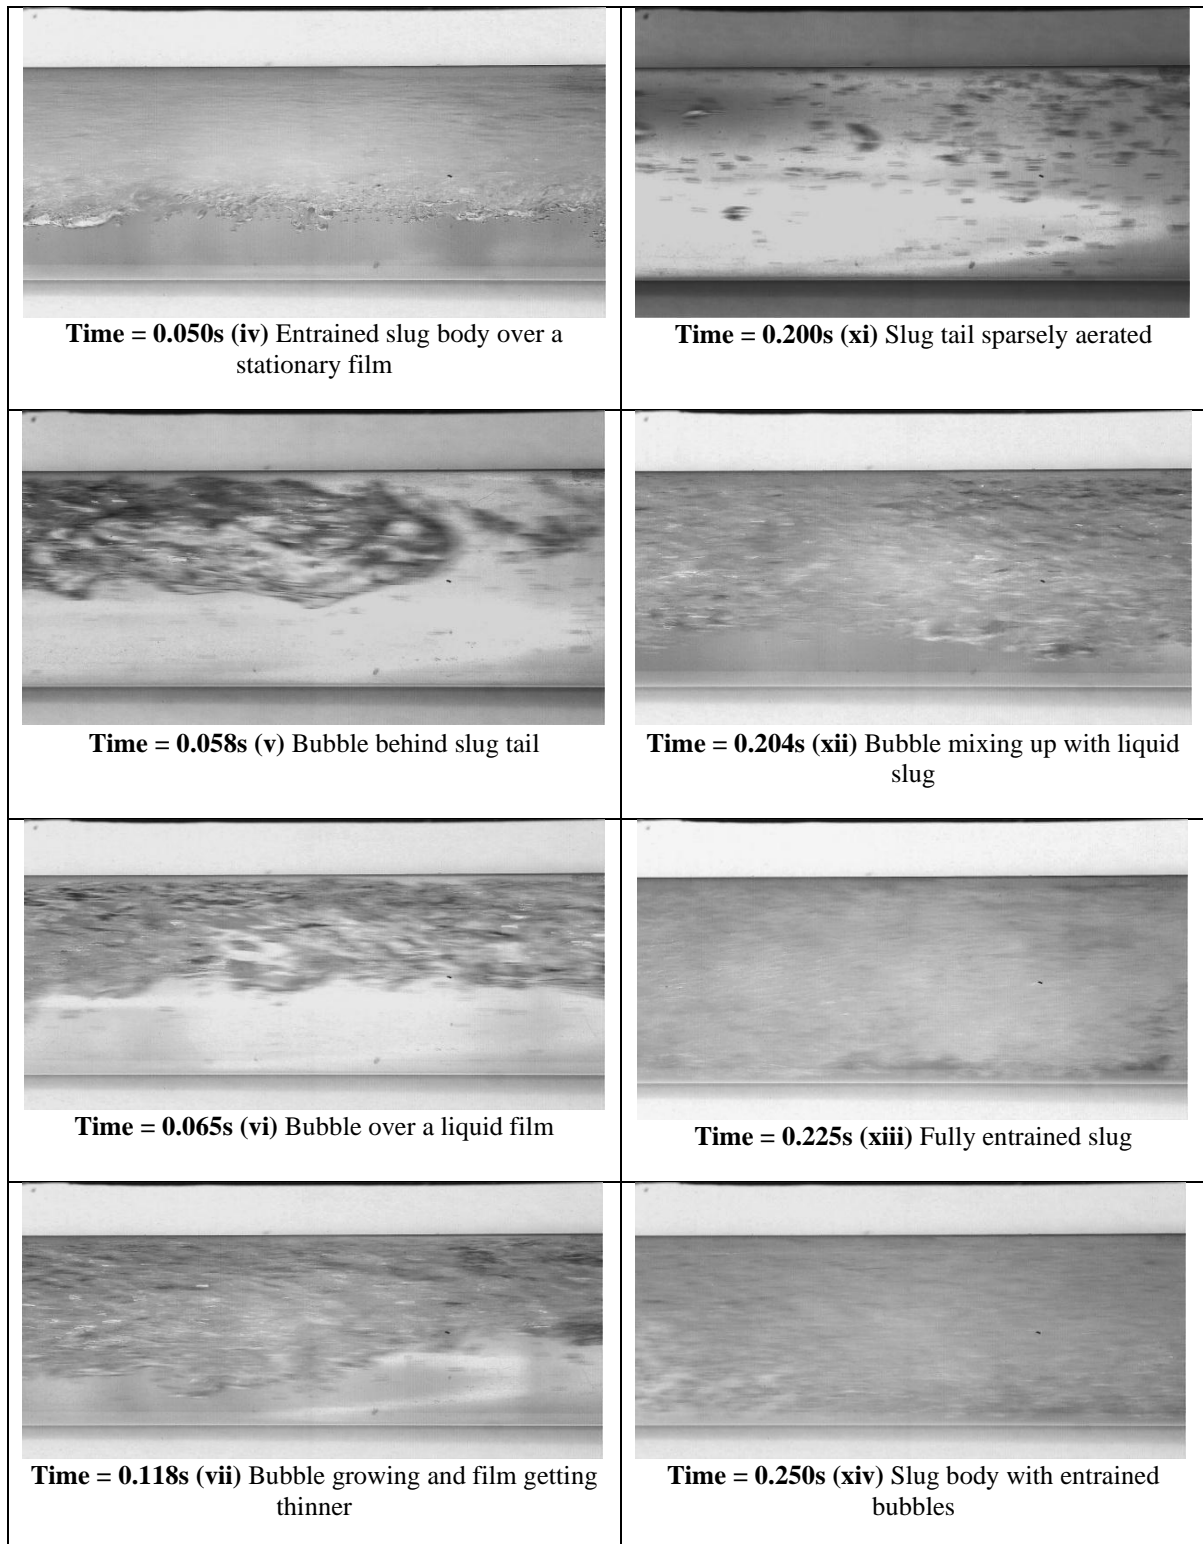 Time = 0.050s (iv) Entrained slug body over a
stationary film
Time = 0.200s (xi) Slug tail sparsely aerated
Time = 0.058s (v) Bubble behind slug tail
Time = 0.204s (xii) Bubble mixing up with liquid
slug
Time = 0.065s (vi) Bubble over a liquid film
Time = 0.225s (xiii) Fully entrained slug
Time = 0.118s (vii) Bubble growing and film getting
thinner
Time = 0.250s (xiv) Slug body with entrained
bubbles